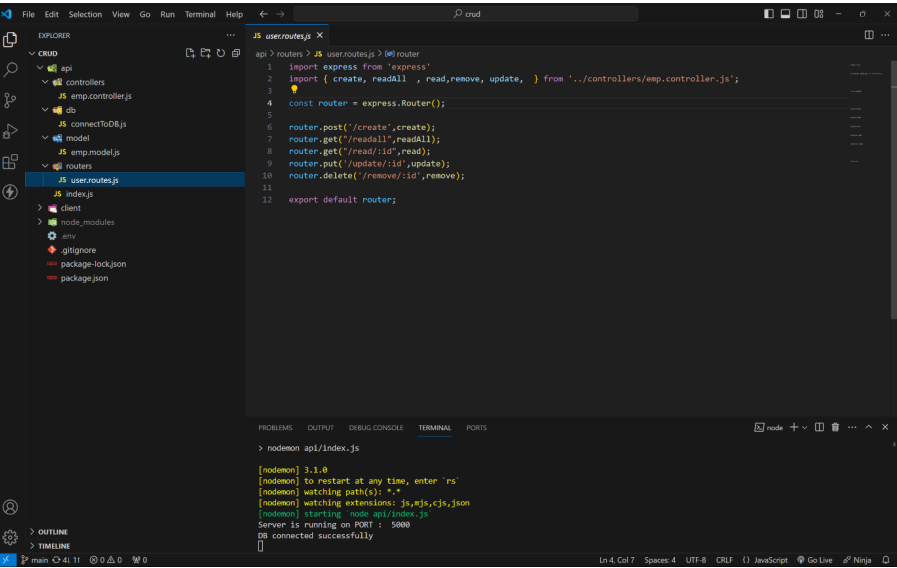 File Edit Selection View Go Run Terminal Help
crud
EXPLORER
CRUD
api
controllers
JS emp.controller.js
db
JS connectToDB.js
model
JS emp.model.js
routers
JS user.routes.js
JS index.js
client
node_modules
.env
.gitignore
package-lock.json
package.json
OUTLINE
TIMELINE
JS user.routes.js
api > routers > JS user.routes.js > router
1 import express from 'express'
2 import { create, readAll , read,remove, update, } from '../controllers/emp.controller.js';
3
4 const router = express.Router();
5
6 router.post('/create',create);
7 router.get("/readall",readAll);
8 router.get("/read/:id",read);
9 router.put('/update/:id',update);
10 router.delete('/remove/:id',remove);
11
12 export default router;
PROBLEMS OUTPUT DEBUG CONSOLE TERMINAL PORTS
node
> nodemon api/index.js
[nodemon] 3.1.0
[nodemon] to restart at any time, enter `rs`
[nodemon] watching path(s): *.*
[nodemon] watching extensions: js,mjs,cjs,json
[nodemon] starting `node api/index.js`
Server is running on PORT : 5000
DB connected successfully
main 4↓ 1↑ 0 0 0
Ln 4, Col 7 Spaces: 4 UTF-8 CRLF {} JavaScript Go Live Ninja